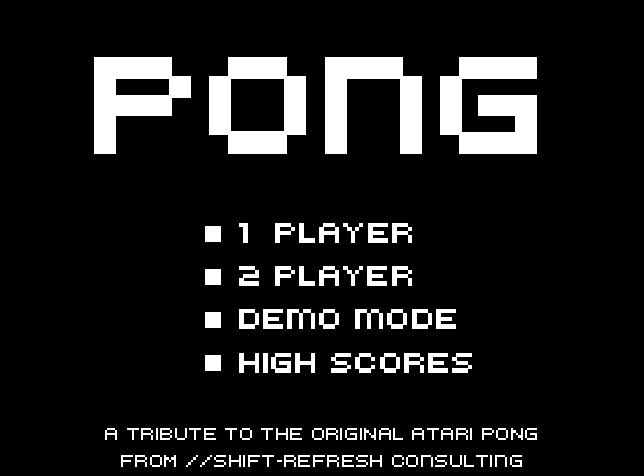 PONG
1 PLAYER
2 PLAYER
DEMO MODE
HIGH SCORES
A TRIBUTE TO THE ORIGINAL ATARI PONG
FROM //SHIFT-REFRESH CONSULTING